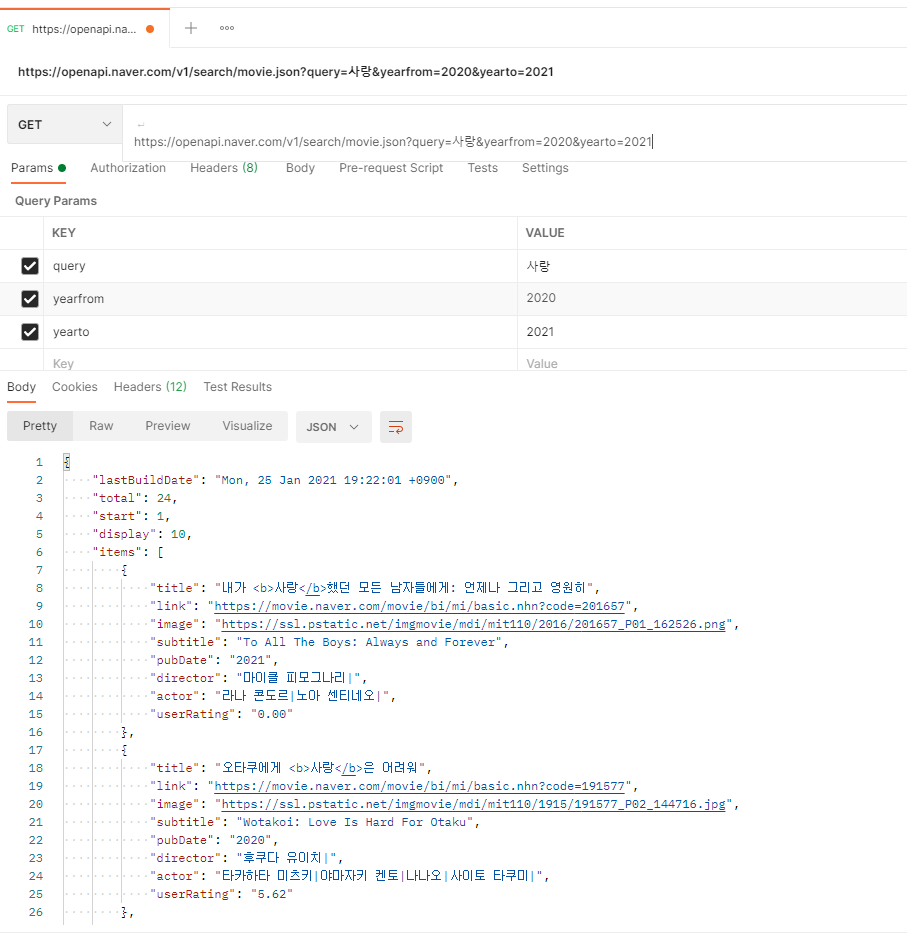 GET https://openapi.na...
https://openapi.naver.com/v1/search/movie.json?query=사랑&yearfrom=2020&yearto=2021
GET
https://openapi.naver.com/v1/search/movie.json?query=사랑&yearfrom=2020&yearto=2021
Params Authorization Headers (8) Body Pre-request Script Tests Settings
Query Params
KEY VALUE
query 사랑
yearfrom 2020
yearto 2021
Key Value
Body Cookies Headers (12) Test Results
Pretty Raw Preview Visualize JSON
1 {
2 "lastBuildDate": "Mon, 25 Jan 2021 19:22:01 +0900",
3 "total": 24,
4 "start": 1,
5 "display": 10,
6 "items": [
7 {
8 "title": "내가 <b>사랑</b>했던 모든 남자들에게: 언제나 그리고 영원히",
9 "link": "https://movie.naver.com/movie/bi/mi/basic.nhn?code=201657",
10 "image": "https://ssl.pstatic.net/imgmovie/mdi/mit110/2016/201657_P01_162526.png",
11 "subtitle": "To All The Boys: Always and Forever",
12 "pubDate": "2021",
13 "director": "마이클 피모그나리|",
14 "actor": "라나 콘도르|노아 센티네오|",
15 "userRating": "0.00"
16 },
17 {
18 "title": "오타쿠에게 <b>사랑</b>은 어려워",
19 "link": "https://movie.naver.com/movie/bi/mi/basic.nhn?code=191577",
20 "image": "https://ssl.pstatic.net/imgmovie/mdi/mit110/1915/191577_P02_144716.jpg",
21 "subtitle": "Wotakoi: Love Is Hard For Otaku",
22 "pubDate": "2020",
23 "director": "후쿠다 유이치|",
24 "actor": "타카하타 미츠키|야마자키 켄토|나나오|사이토 타쿠미|",
25 "userRating": "5.62"
26 },